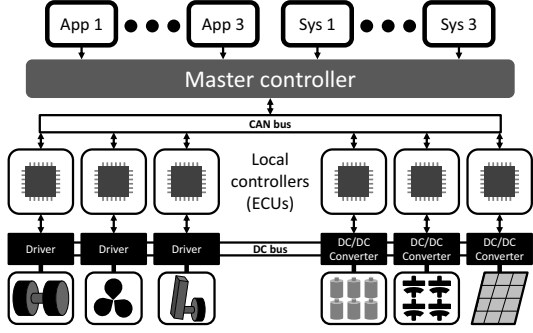 App 1
App 3
Sys 1
Sys 3
Master controller
CAN bus
Local
controllers
(ECUs)
Driver
Driver
Driver
DC bus
DC/DC
Converter
DC/DC
Converter
DC/DC
Converter